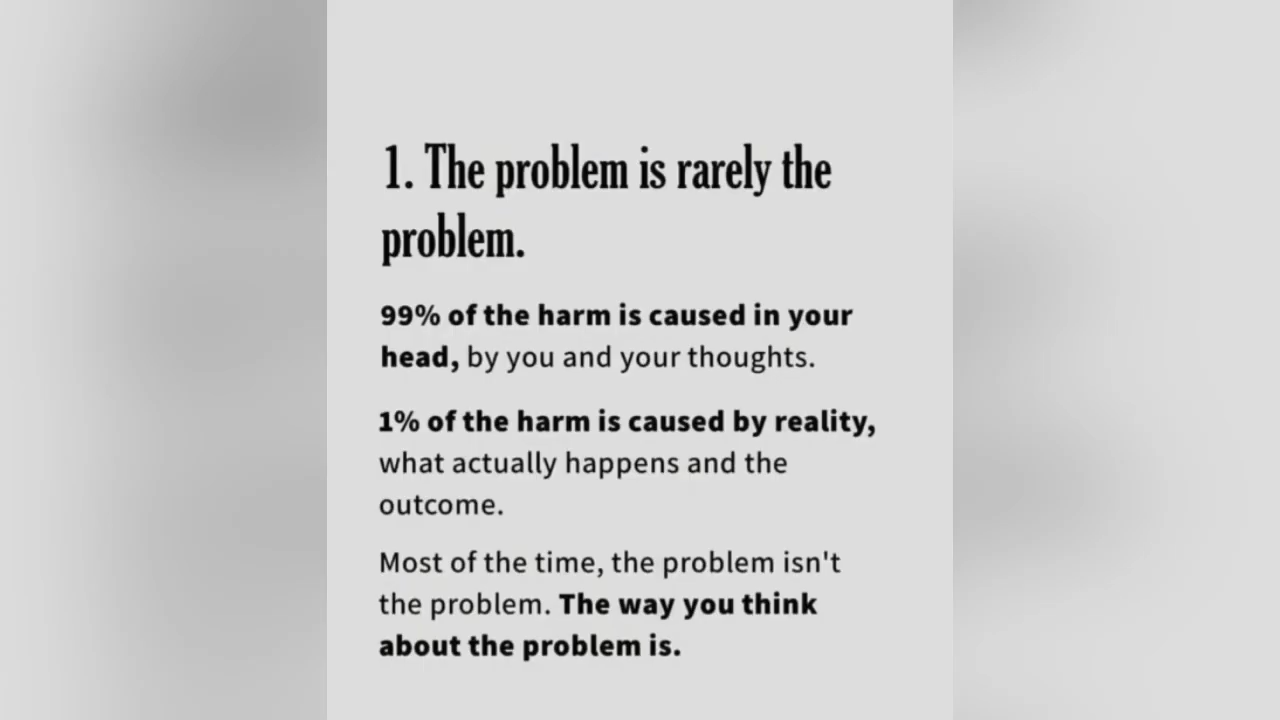 1. The problem is rarely the
problem.
99% of the harm is caused in your
head, by you and your thoughts.
1% of the harm is caused by reality,
what actually happens and the
outcome.
Most of the time, the problem isn't
the problem. The way you think
about the problem is.